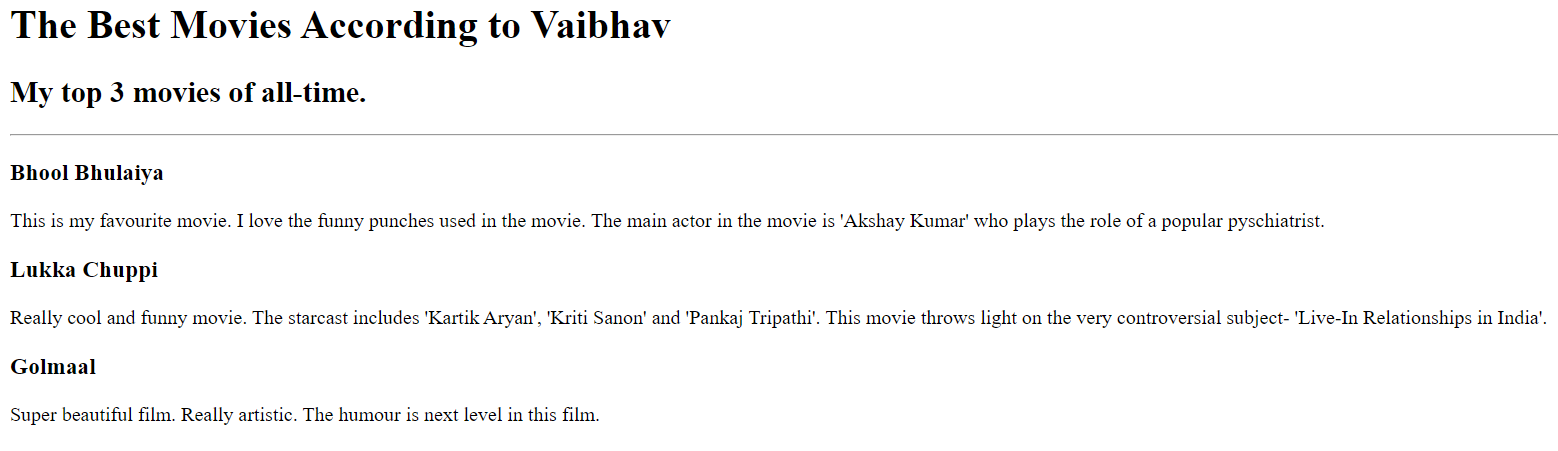 The Best Movies According to Vaibhav
My top 3 movies of all-time.
Bhool Bhulaiya
This is my favourite movie. I love the funny punches used in the movie. The main actor in the movie is 'Akshay Kumar' who plays the role of a popular pyschiatrist.
Lukka Chuppi
Really cool and funny movie. The starcast includes 'Kartik Aryan', 'Kriti Sanon' and 'Pankaj Tripathi'. This movie throws light on the very controversial subject- 'Live-In Relationships in India'.
Golmaal
Super beautiful film. Really artistic. The humour is next level in this film.